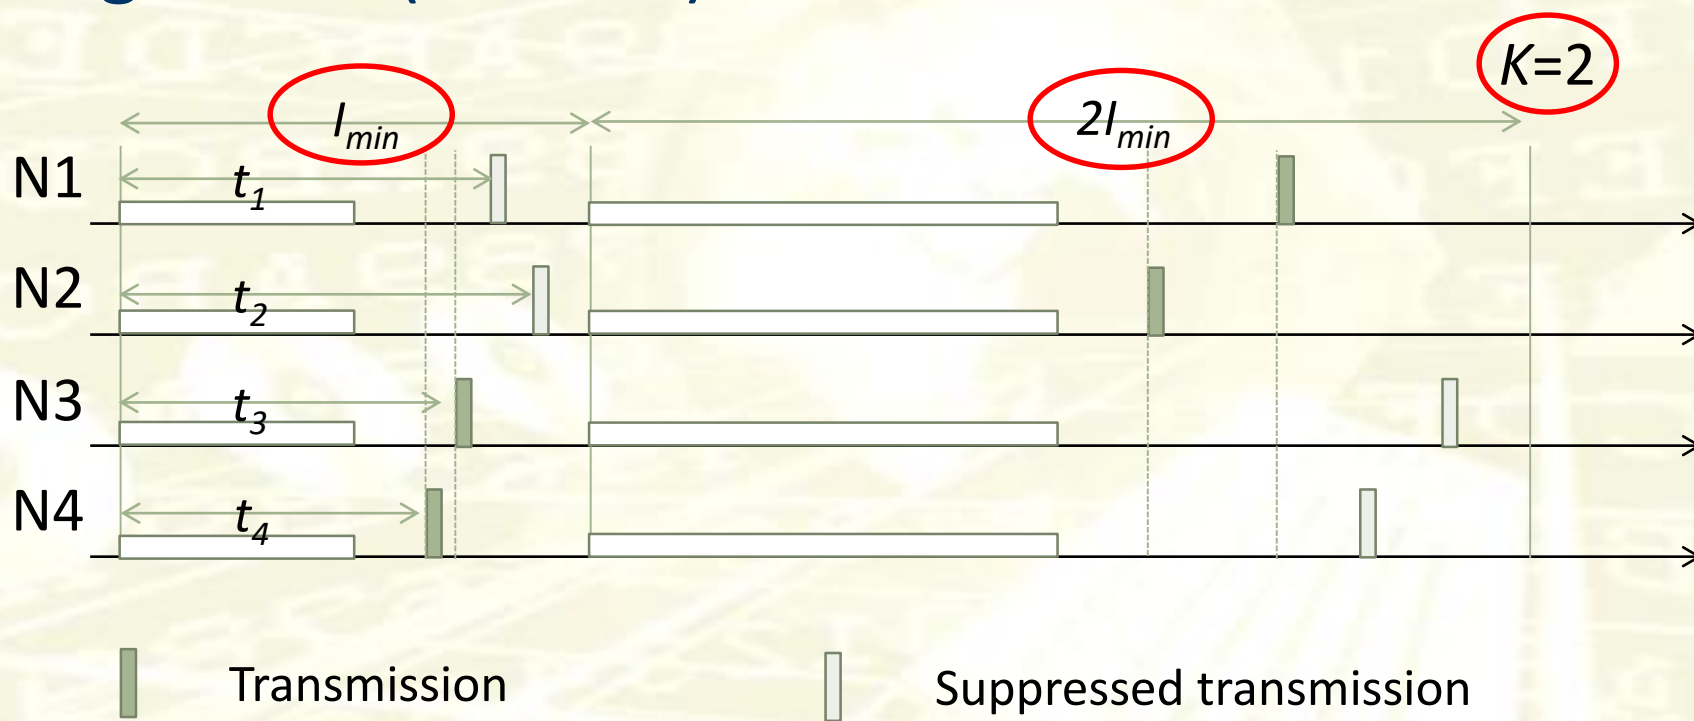 K=2
I_min 2I_min
N1 t_1
N2 t_2
N3 t_3
N4 t_4
Transmission Suppressed transmission